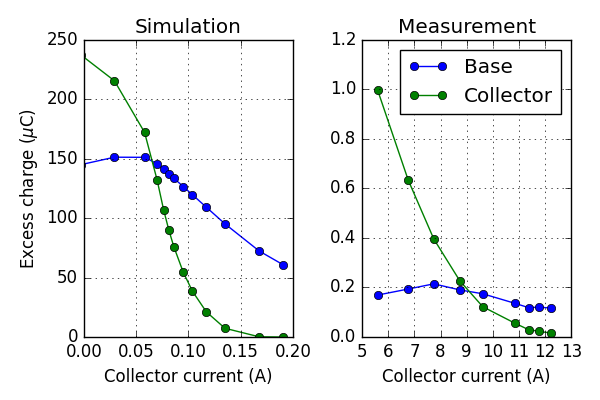 Simulation
250
200
150
100
50
0
Excess charge (μC)
0.00 0.05 0.10 0.15 0.20
Collector current (A)
Measurement
1.2
1.0
0.8
0.6
0.4
0.2
0.0
Base
Collector
5 6 7 8 9 10 11 12 13
Collector current (A)